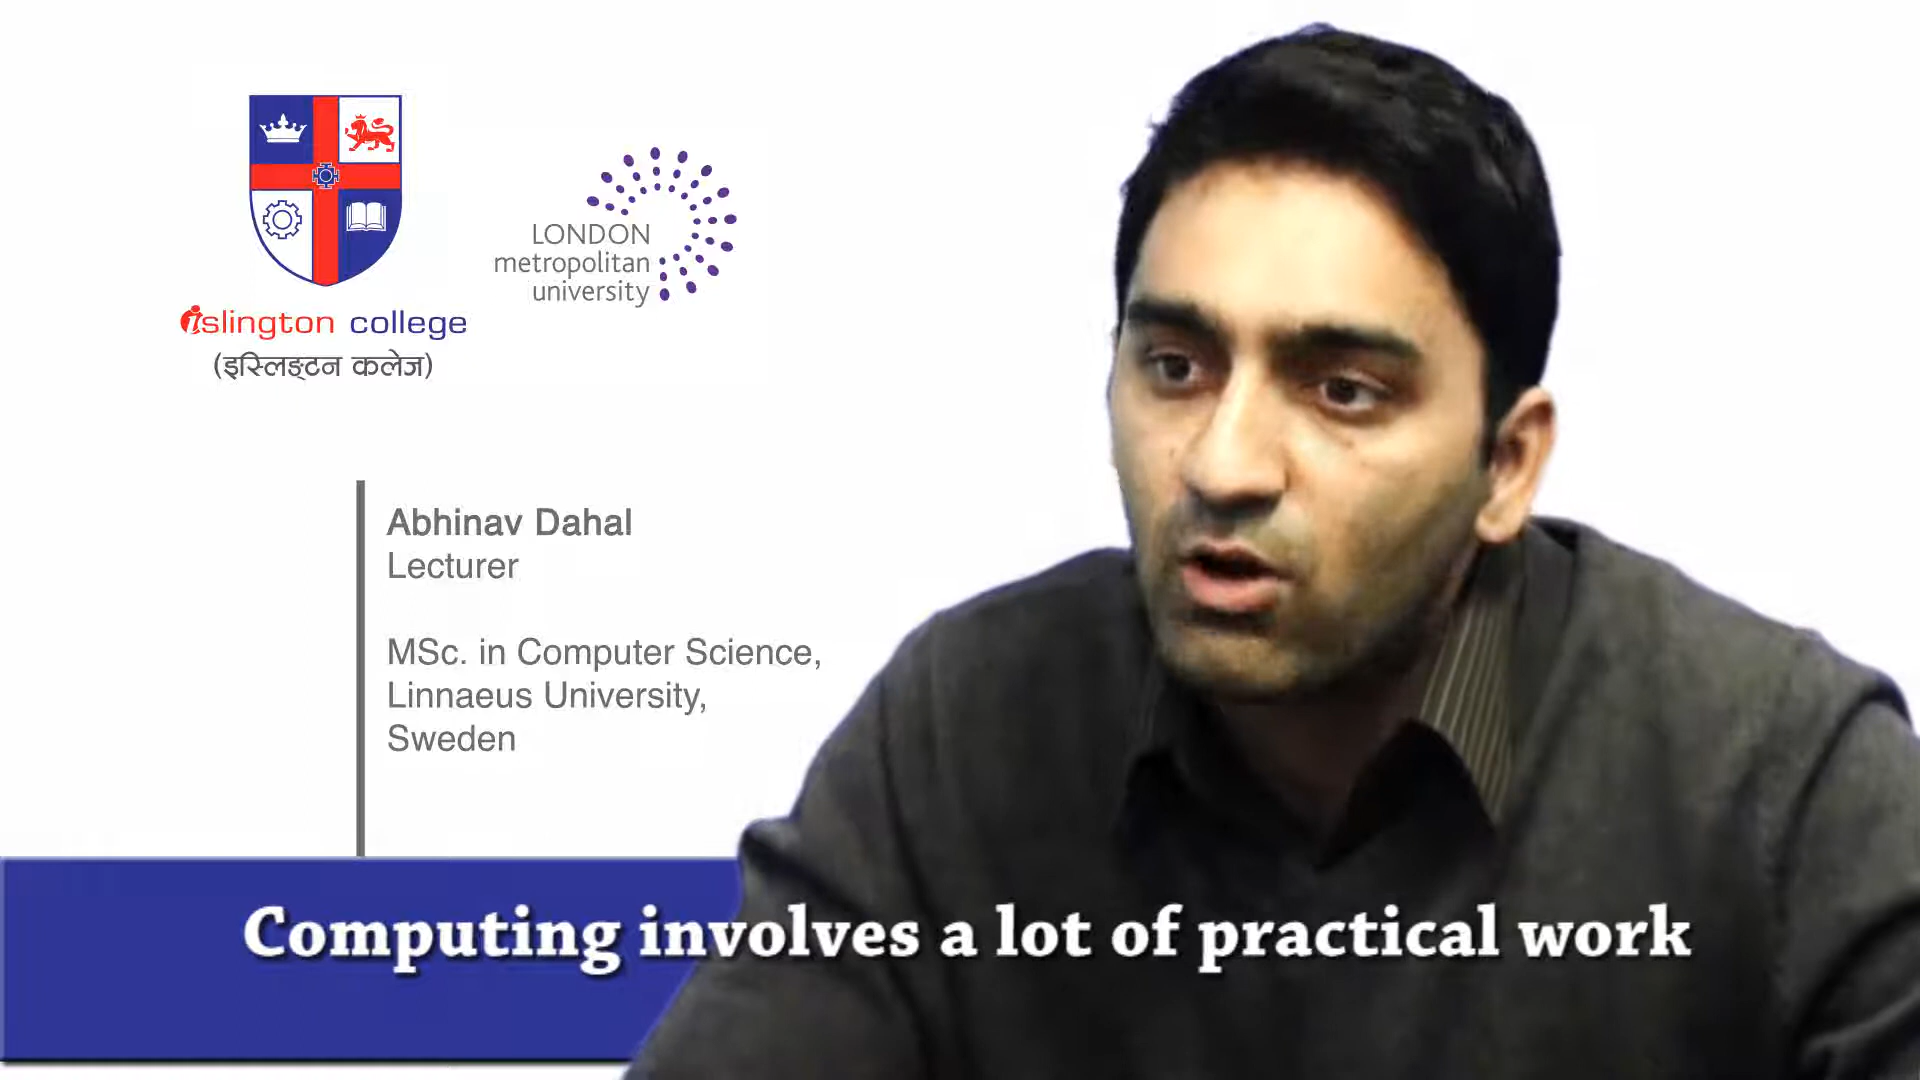 islington college
(इस्लिङ्टन कलेज)
LONDON
metropolitan
university
Abhinav Dahal
Lecturer
MSc. in Computer Science,
Linnaeus University,
Sweden
Computing involves a lot of practical work